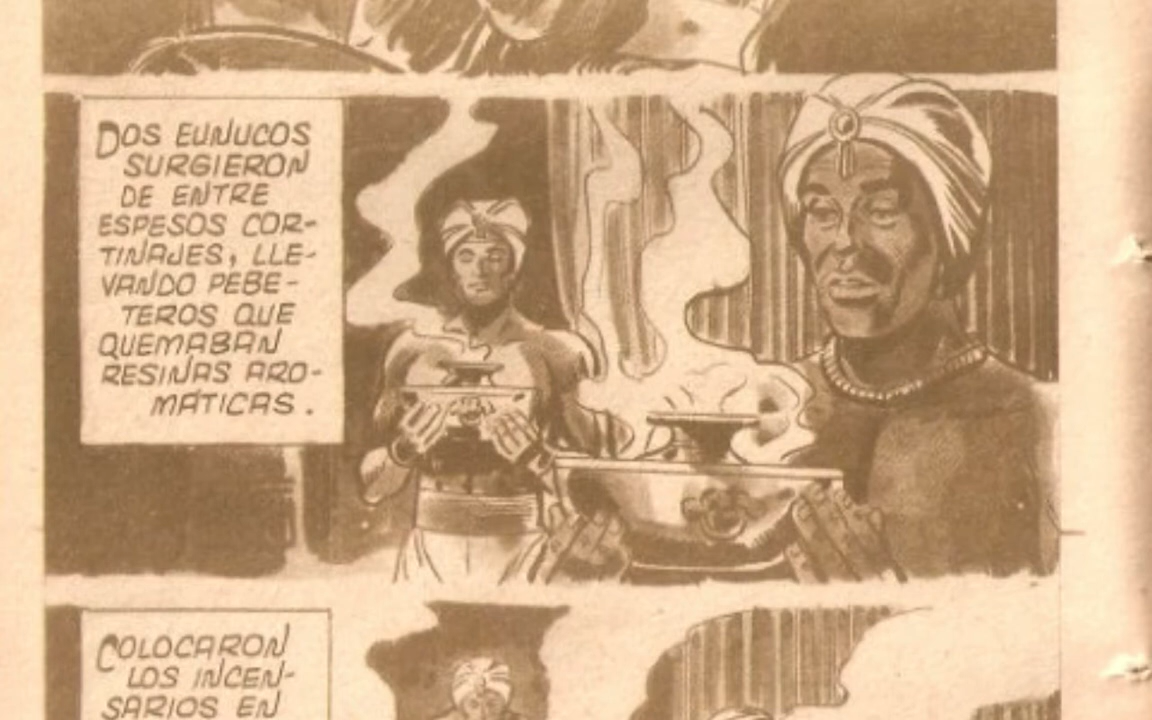 DOS EUNUCOS
SURGIERON
DE ENTRE
ESPESOS COR-
TINAJES, LLE-
VANDO PEBE-
TEROS QUE
QUEMABAN
RESINAS ARO-
MÁTICAS.
COLOCARON
LOS INCEN-
SARIOS EN